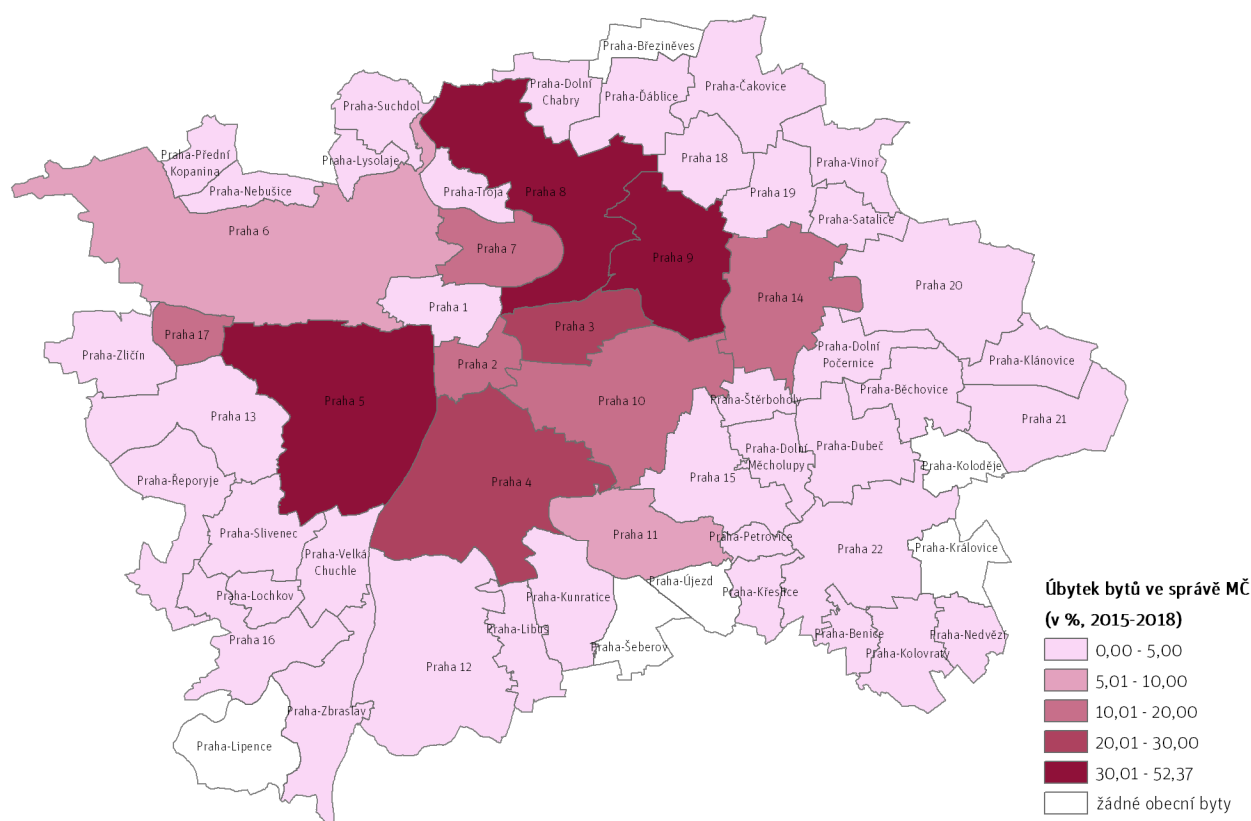 Praha-Březiněves
Praha-Dolní
Chabry
Praha-Ďáblice
Praha-Čakovice
Praha-Suchdol
Praha-Přední
Kopanina
Praha-Lysolaje
Praha 18
Praha-Vinoř
Praha-Nebušice
Praha-Troja
Praha 8
Praha 19
Praha-Satalice
Praha 6
Praha 7
Praha 9
Praha 20
Praha 14
Praha 1
Praha 3
Praha 17
Praha-Zličín
Praha-Dolní
Počernice
Praha-Klánovice
Praha 2
Praha-Běchovice
Praha 5
Praha 10
Praha-Štěrboholy
Praha 13
Praha 21
Praha-Dolní
Měcholupy
Praha-Dubeč
Praha-Koloděje
Praha-Řeporyje
Praha 4
Praha 15
Praha-Slivenec
Praha 11
Praha-Petrovice
Praha 22
Praha-Královice
Praha-Velká
Chuchle
Praha-Lochkov
Praha-Kunratice
Praha-Újezd
Praha-Křeslice
Praha-Libuš
Praha-Benice
Praha-Nedvězí
Praha 16
Praha-Šeberov
Praha-Kolovraty
Praha 12
Praha-Zbraslav
Praha-Lipence
Úbytek bytů ve správě MČ
(v %, 2015-2018)
0,00 - 5,00
5,01 - 10,00
10,01 - 20,00
20,01 - 30,00
30,01 - 52,37
žádné obecní byty